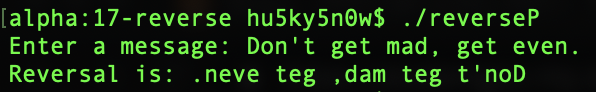 [alpha:17-reverse hu5ky5n0w$ ./reverseP
Enter a message: Don't get mad, get even.
Reversal is: .neve teg ,dam teg t'noD